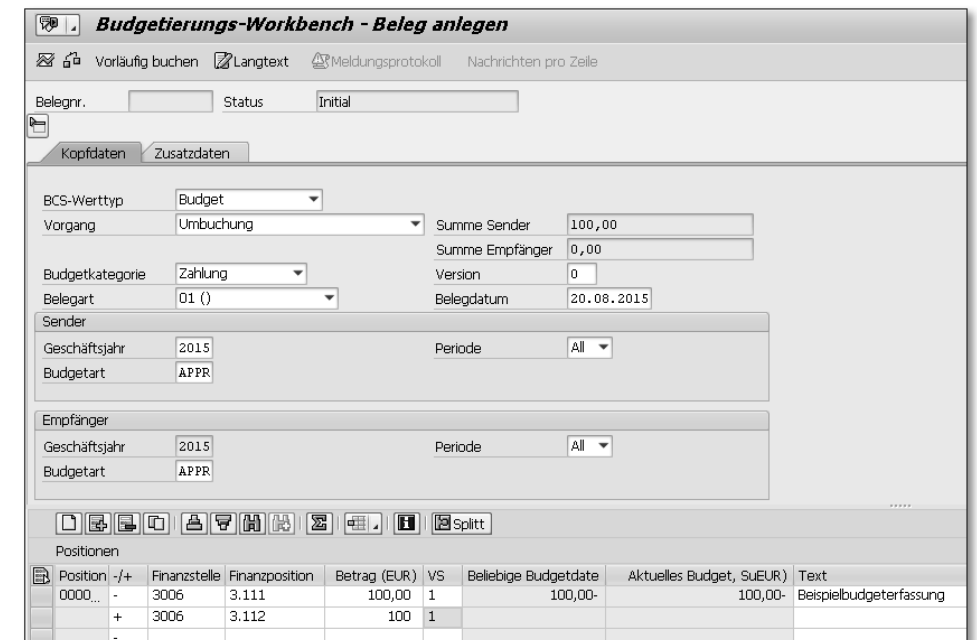 Budgetierungs-Workbench - Beleg anlegen
Vorläufig buchen Langtext Meldungsprotokoll Nachrichten pro Zeile
Belegnr. Status Initial
Kopfdaten Zusatzdaten
BCS-Werttyp Budget
Vorgang Umbuchung Summe Sender 100,00
Summe Empfänger 0,00
Budgetkategorie Zahlung Version 0
Belegart 01 () Belegdatum 20.08.2015
Sender
Geschäftsjahr 2015 Periode All
Budgetart APPR
Empfänger
Geschäftsjahr 2015 Periode All
Budgetart APPR
Splitt
Positionen
Position -/+ Finanzstelle Finanzposition Betrag (EUR) VS Beliebige Budgetdate Aktuelles Budget, SuEUR) Text
0000... - 3006 3.111 100,00 1 100,00- 100,00- Beispielbudgeterfassung
+ 3006 3.112 100 1
-